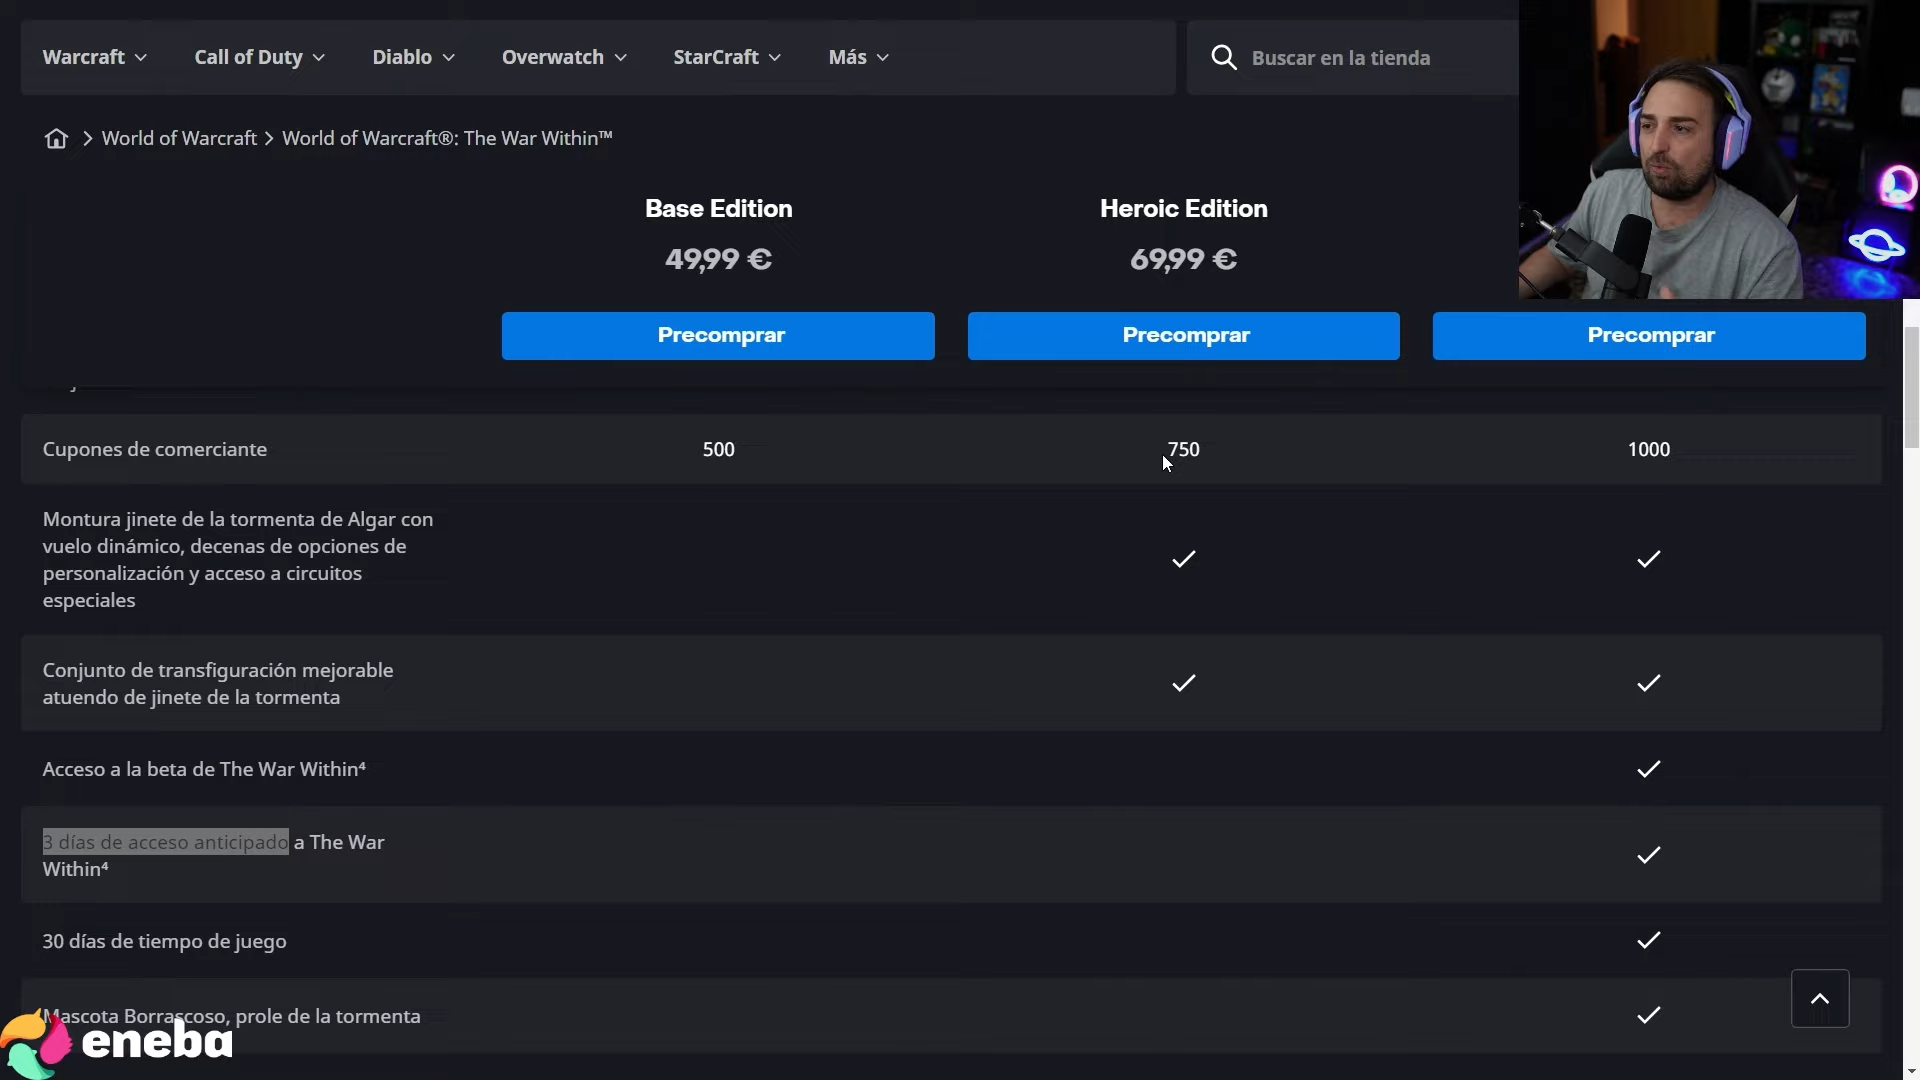 Warcraft
Call of Duty
Diablo
Overwatch
StarCraft
Más
Buscar en la tienda
World of Warcraft
World of Warcraft®: The War Within™
Base Edition
Heroic Edition
49,99 €
69,99 €
Precomprar
Precomprar
Precomprar
Cupones de comerciante
500
750
1000
Montura jinete de la tormenta de Algar con
vuelo dinámico, decenas de opciones de
personalización y acceso a circuitos
especiales
Conjunto de transfiguración mejorable
atuendo de jinete de la tormenta
Acceso a la beta de The War Within⁴
3 días de acceso anticipado a The War
Within⁴
30 días de tiempo de juego
Mascota Borrascoso, prole de la tormenta
eneba